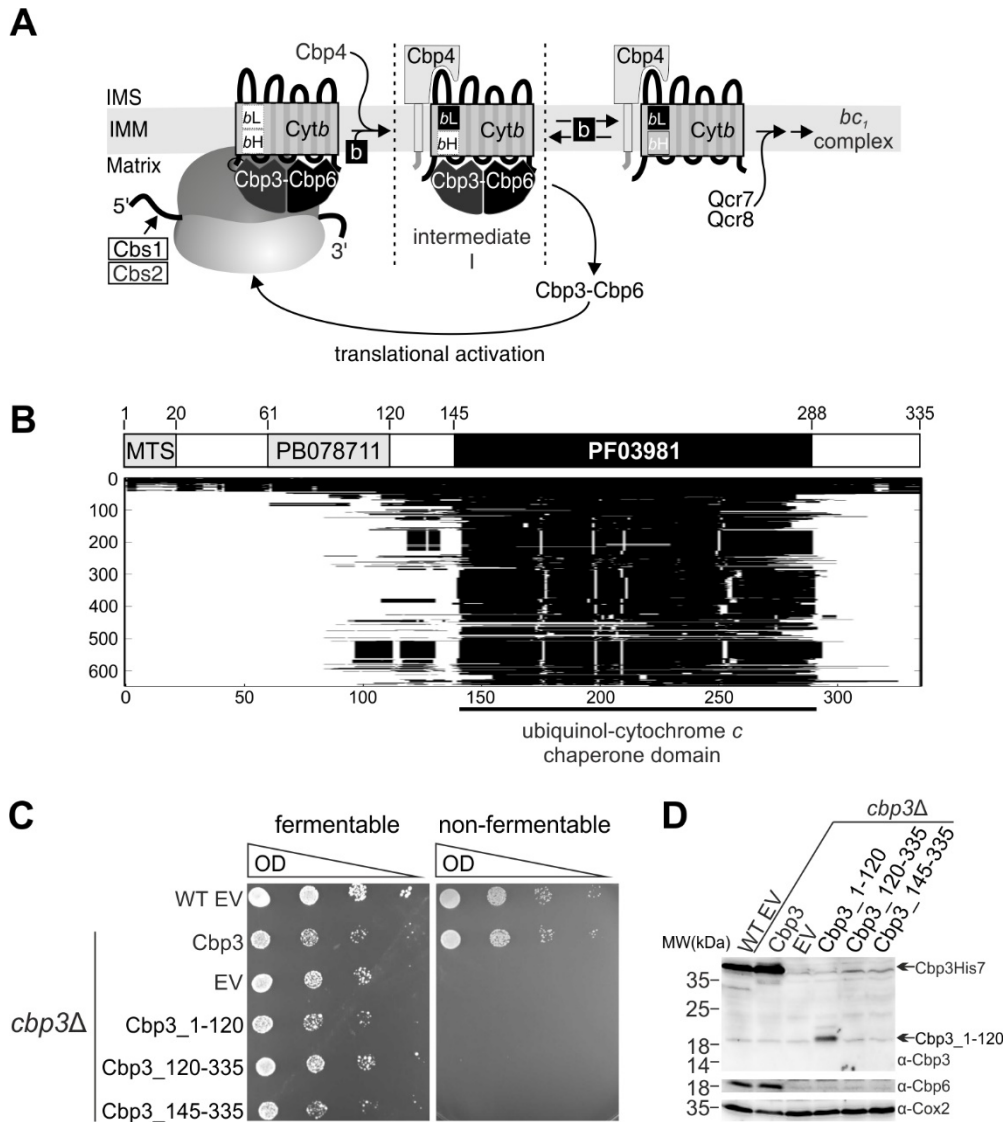 A
Cbp4
Cbp4
Cbp4
IMS
IMM
Matrix
bL
bH
Cytb
b
bL
bH
Cytb
b
bL
bH
Cytb
bc1
complex
Cbp3-Cbp6
Cbp3-Cbp6
Qcr7
Qcr8
5'
3'
Cbs1
Cbs2
intermediate
I
Cbp3-Cbp6
translational activation
B
1 20 61 120 145 288 335
MTS PB078711 PF03981
0
100
200
300
400
500
600
0 50 100 150 200 250 300
ubiquinol-cytochrome c
chaperone domain
C
fermentable non-fermentable
OD OD
WT EV
Cbp3
EV
cbp3Δ
Cbp3_1-120
Cbp3_120-335
Cbp3_145-335
D
cbp3Δ
WT EV
Cbp3
EV
Cbp3_1-120
Cbp3_120-335
Cbp3_145-335
MW(kDa)
35
25
18
14
18
35
Cbp3His7
Cbp3_1-120
α-Cbp3
α-Cbp6
α-Cox2